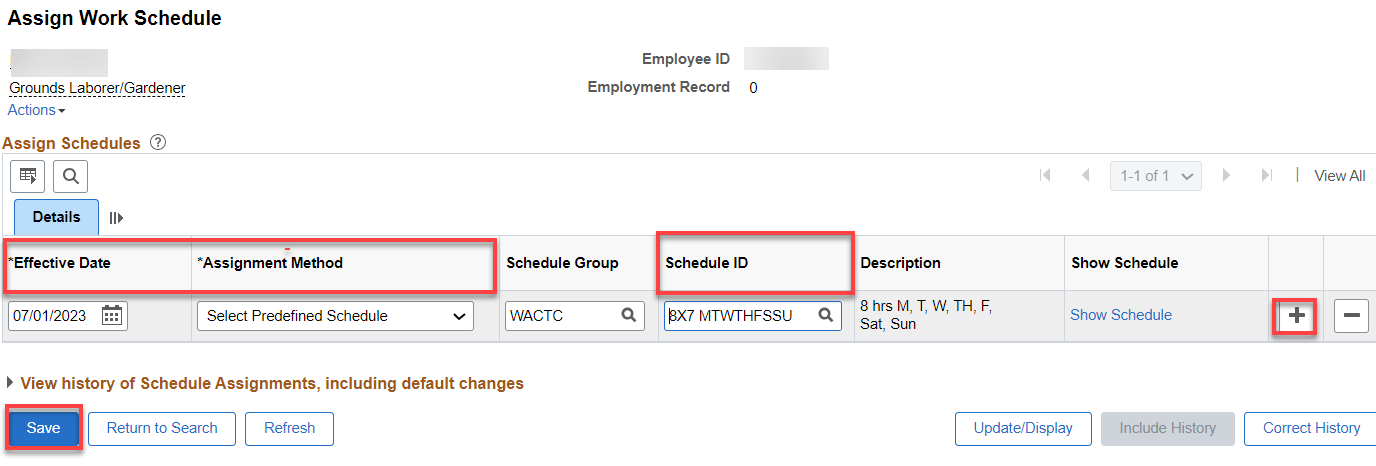 Assign Work Schedule
Employee ID
Grounds Laborer/Gardener
Employment Record 0
Actions
Assign Schedules ?
1-1 of 1
View All
Details
*Effective Date *Assignment Method Schedule Group Schedule ID Description Show Schedule
07/01/2023 Select Predefined Schedule WACTC 8X7 MTWTHFSSU 8 hrs M, T, W, TH, F, Show Schedule
Sat, Sun
View history of Schedule Assignments, including default changes
Save Return to Search Refresh Update/Display Include History Correct History